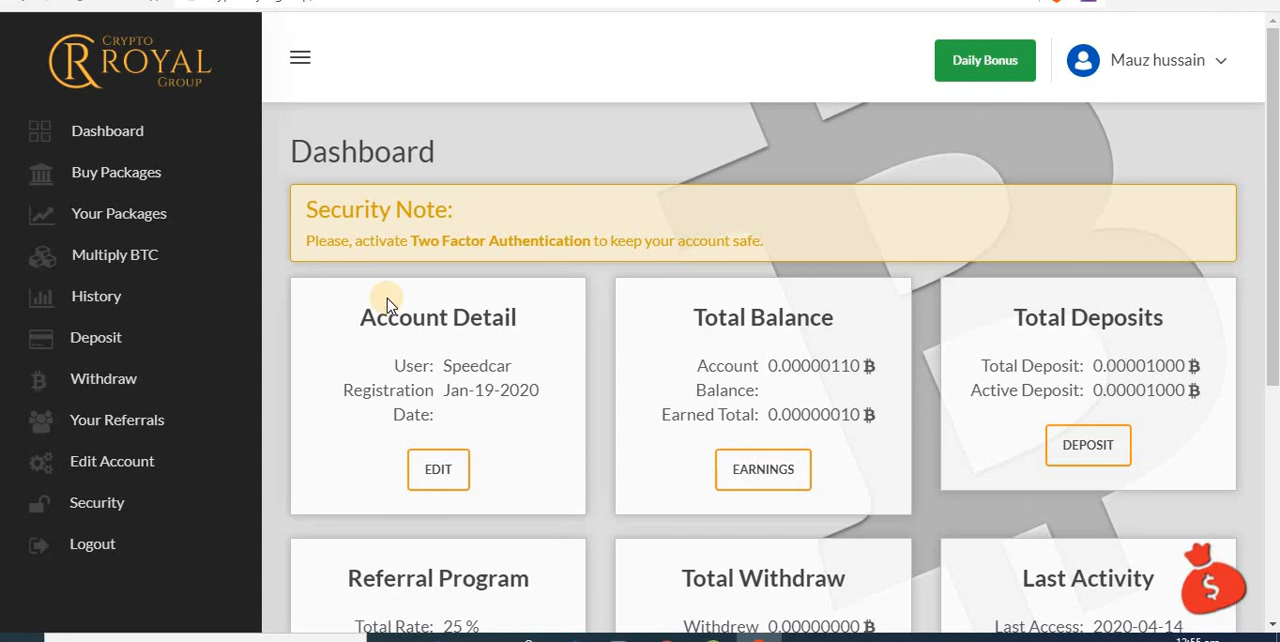 CRYPTO
ROYAL
GROUP
Daily Bonus
Mauz hussain
Dashboard
Buy Packages
Your Packages
Multiply BTC
History
Deposit
Withdraw
Your Referrals
Edit Account
Security
Logout
Dashboard
Security Note:
Please, activate Two Factor Authentication to keep your account safe.
Account Detail
User: Speedcar
Registration Jan-19-2020
Date:
EDIT
Total Balance
Account 0.00000110 ₿
Balance:
Earned Total: 0.00000010 ₿
EARNINGS
Total Deposits
Total Deposit: 0.00001000 ₿
Active Deposit: 0.00001000 ₿
DEPOSIT
Referral Program
Total Rate: 25 %
Total Withdraw
Withdrew 0.00000000 ₿
Last Activity
Last Access: 2020-04-14